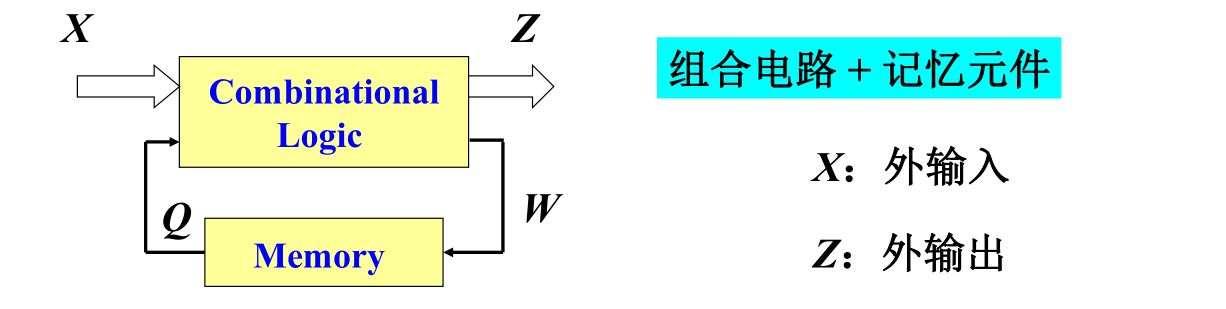 X
Z
Combinational
Logic
Q
W
Memory
组合电路 + 记忆元件
X：外输入
Z：外输出